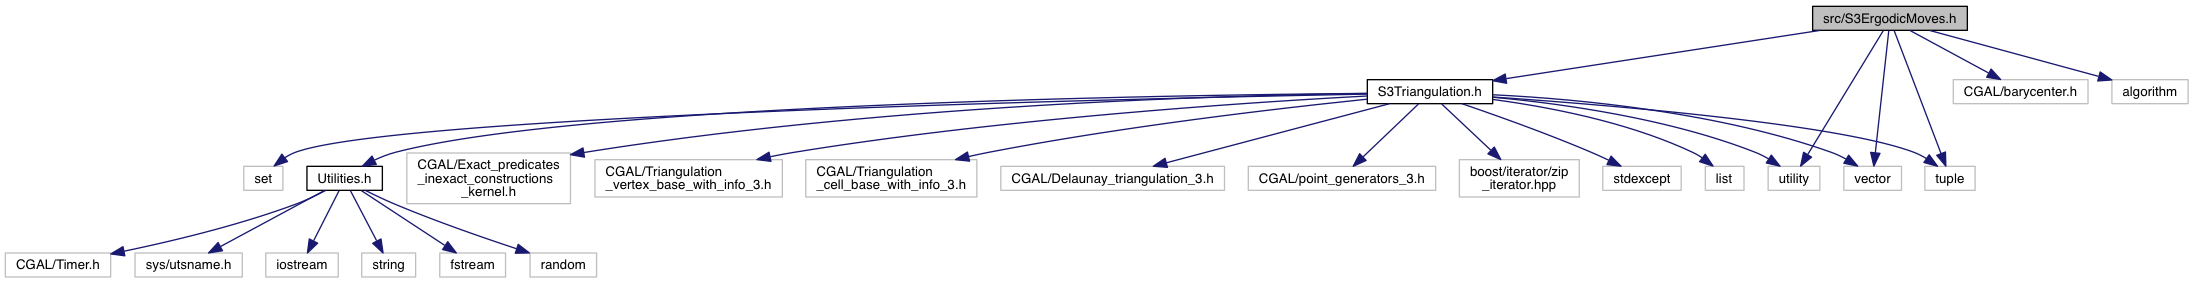 src/S3ErgodicMoves.h
S3Triangulation.h
CGAL/barycenter.h
algorithm
set
Utilities.h
CGAL/Exact_predicates
_inexact_constructions
_kernel.h
CGAL/Triangulation
_vertex_base_with_info_3.h
CGAL/Triangulation
_cell_base_with_info_3.h
CGAL/Delaunay_triangulation_3.h
CGAL/point_generators_3.h
boost/iterator/zip
_iterator.hpp
stdexcept
list
utility
vector
tuple
CGAL/Timer.h
sys/utsname.h
iostream
string
fstream
random